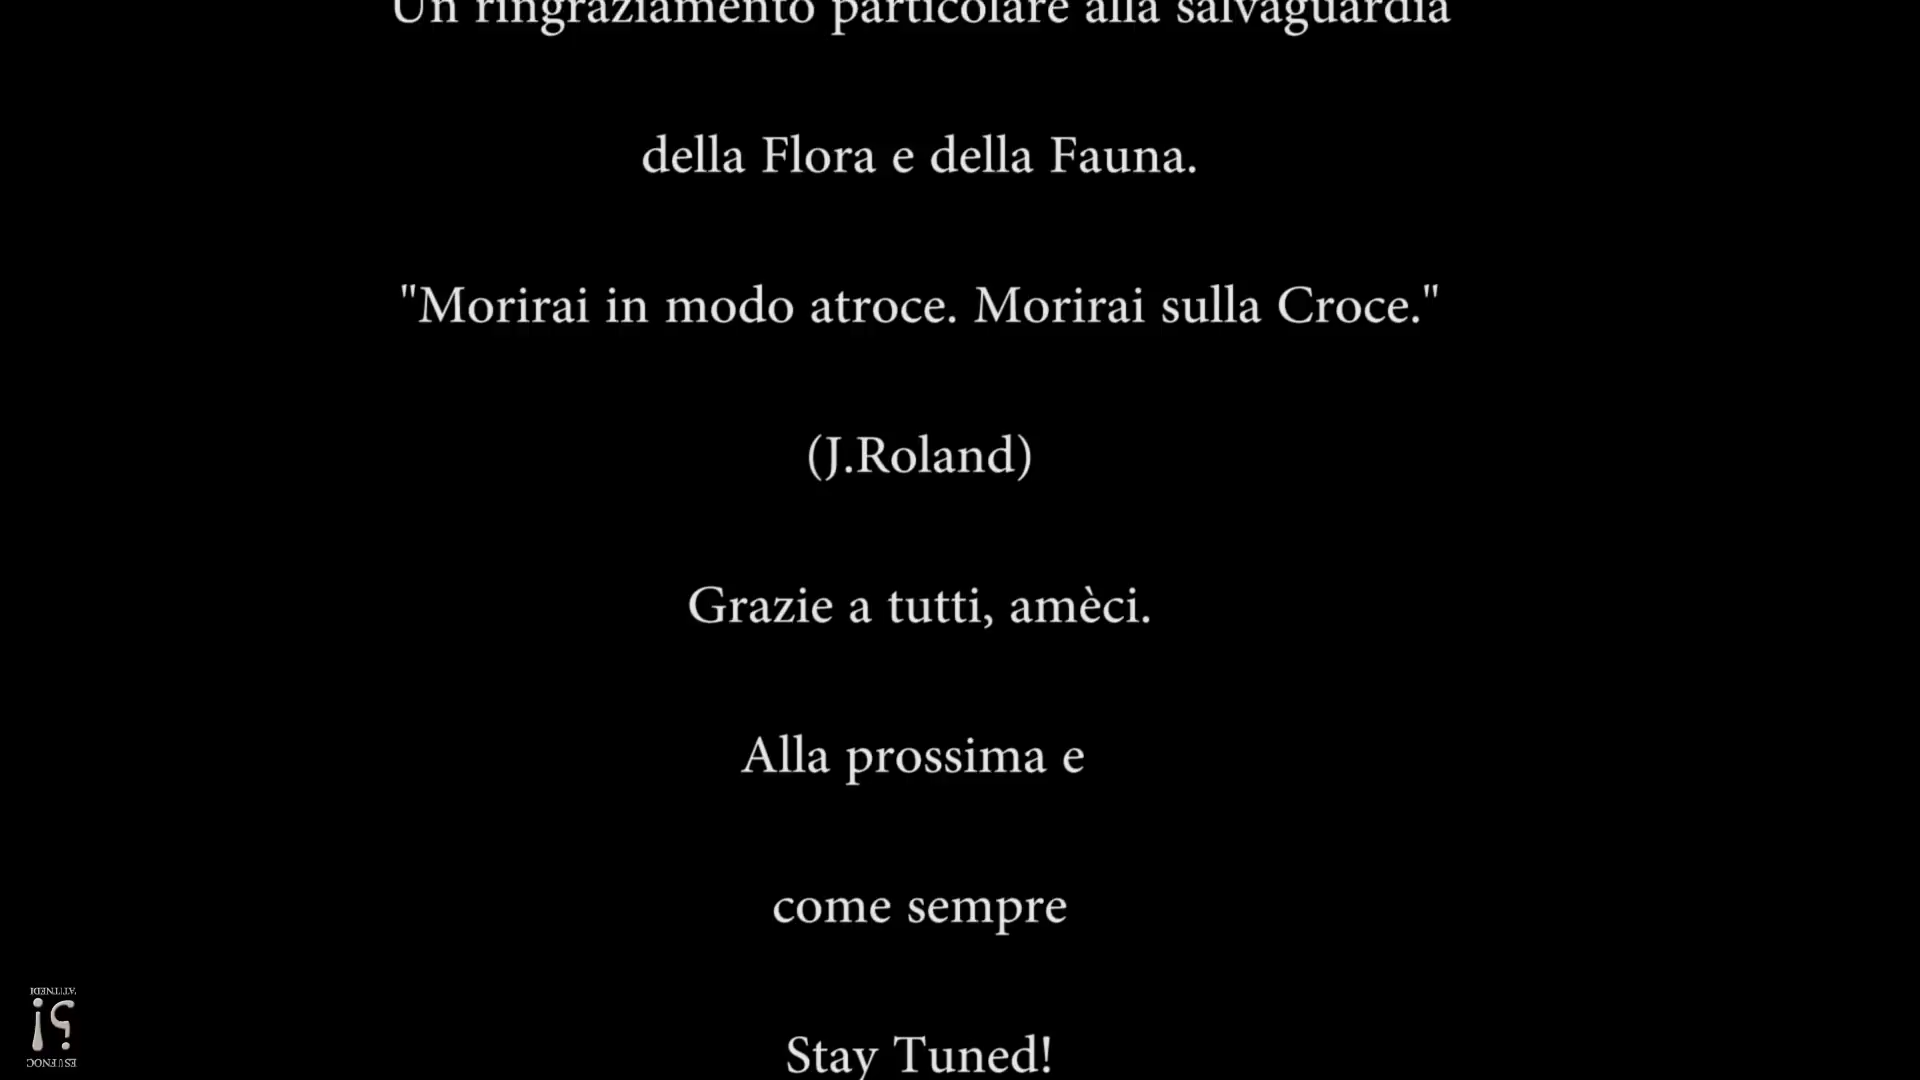 Un ringraziamento particolare alla salvaguardia
della Flora e della Fauna.
"Morirai in modo atroce. Morirai sulla Croce."
(J.Roland)
Grazie a tutti, amèci.
Alla prossima e
come sempre
Stay Tuned!